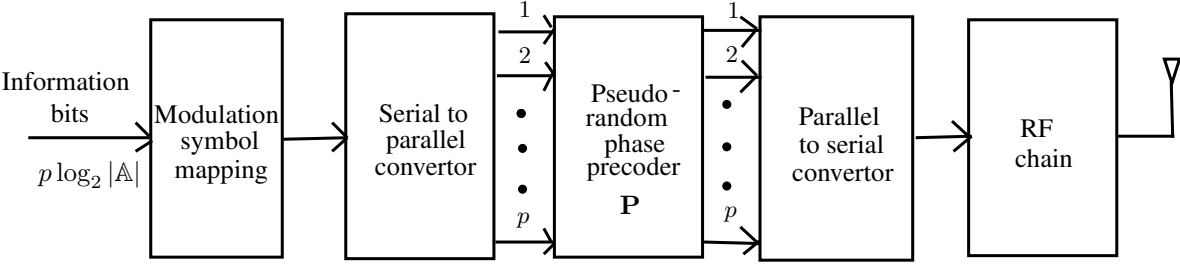 Information
bits
p log₂ |𝔸|
Modulation
symbol
mapping
Serial to
parallel
convertor
1
2
p
Pseudo-
random
phase
precoder
P
1
2
p
Parallel
to serial
convertor
RF
chain